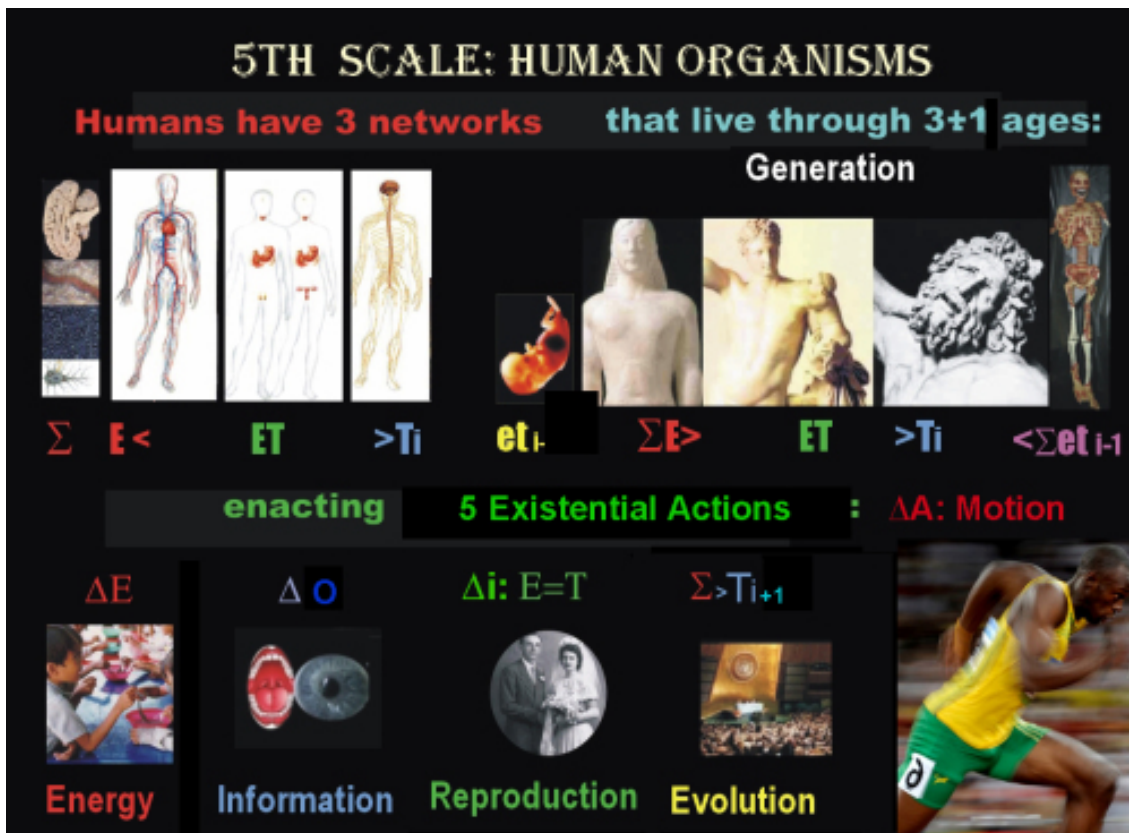 5TH SCALE: HUMAN ORGANISMS
Humans have 3 networks that live through 3+1 ages:
Generation
Σ E < ET >Ti et i- ΣE> ET >Ti <Σet i-1
enacting 5 Existential Actions : ΔA: Motion
ΔE Δ O Δi: E=T Σ>Ti+1
Energy Information Reproduction Evolution
6